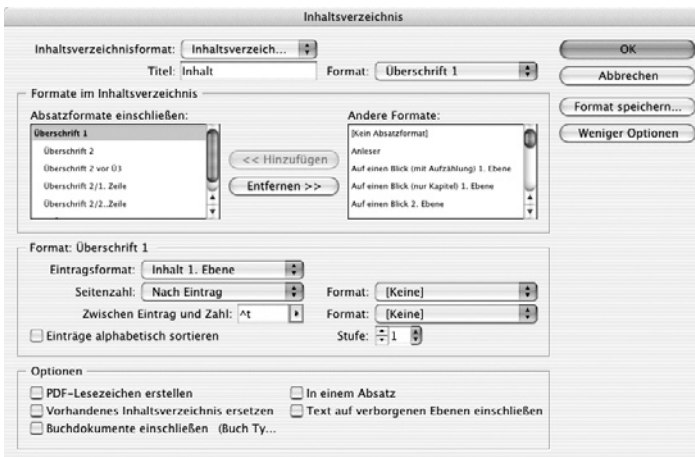 Inhaltsverzeichnis
Inhaltsverzeichnisformat: Inhaltsverzeich... OK
Titel: Inhalt Format: Überschrift 1 Abbrechen
Formate im Inhaltsverzeichnis Format speichern...
Absatzformate einschließen: Andere Formate: Weniger Optionen
Überschrift 1 [Kein Absatzformat]
Überschrift 2 Anleser
Überschrift 2 vor Ü3 << Hinzufügen Auf einen Blick (mit Aufzählung) 1. Ebene
Überschrift 2/1. Zeile Entfernen >> Auf einen Blick (nur Kapitel) 1. Ebene
Überschrift 2/2..Zeile Auf einen Blick 2. Ebene
Format: Überschrift 1
Eintragsformat: Inhalt 1. Ebene
Seitenzahl: Nach Eintrag Format: [Keine]
Zwischen Eintrag und Zahl: ^t Format: [Keine]
Einträge alphabetisch sortieren Stufe: 1
Optionen
PDF-Lesezeichen erstellen In einem Absatz
Vorhandenes Inhaltsverzeichnis ersetzen Text auf verborgenen Ebenen einschließen
Buchdokumente einschließen (Buch Ty...